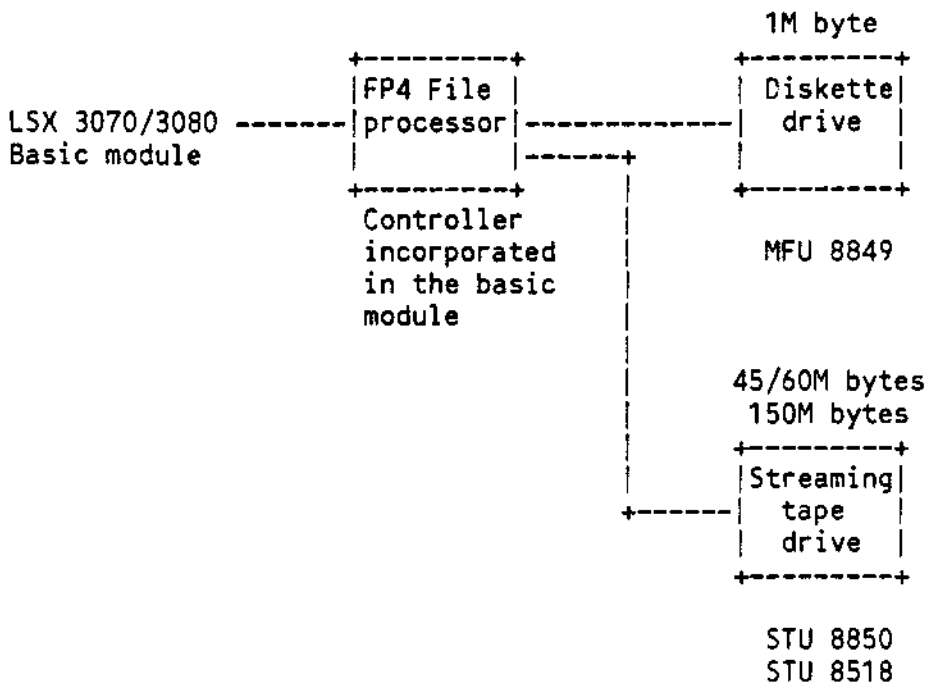 1M byte
FP4 File
processor
LSX 3070/3080
Basic module
Diskette
drive
Controller
incorporated
in the basic
module
MFU 8849
45/60M bytes
150M bytes
Streaming
tape
drive
STU 8850
STU 8518